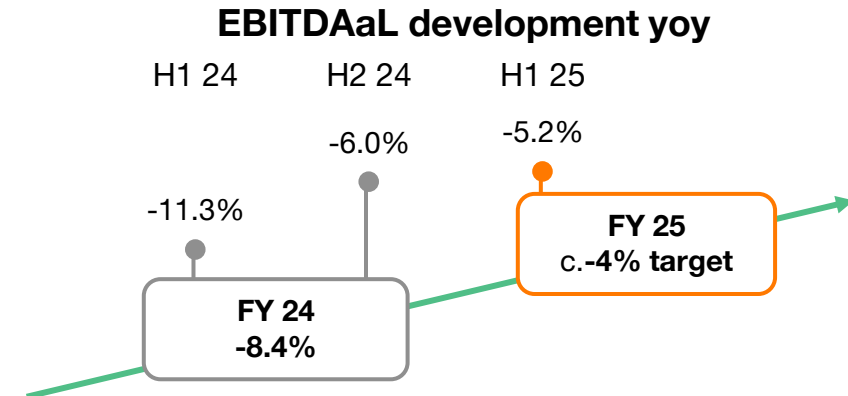 EBITDAaL development yoy
H1 24 H2 24 H1 25
-11.3%
-6.0%
-5.2%
FY 24
-8.4%
FY 25
c.-4% target